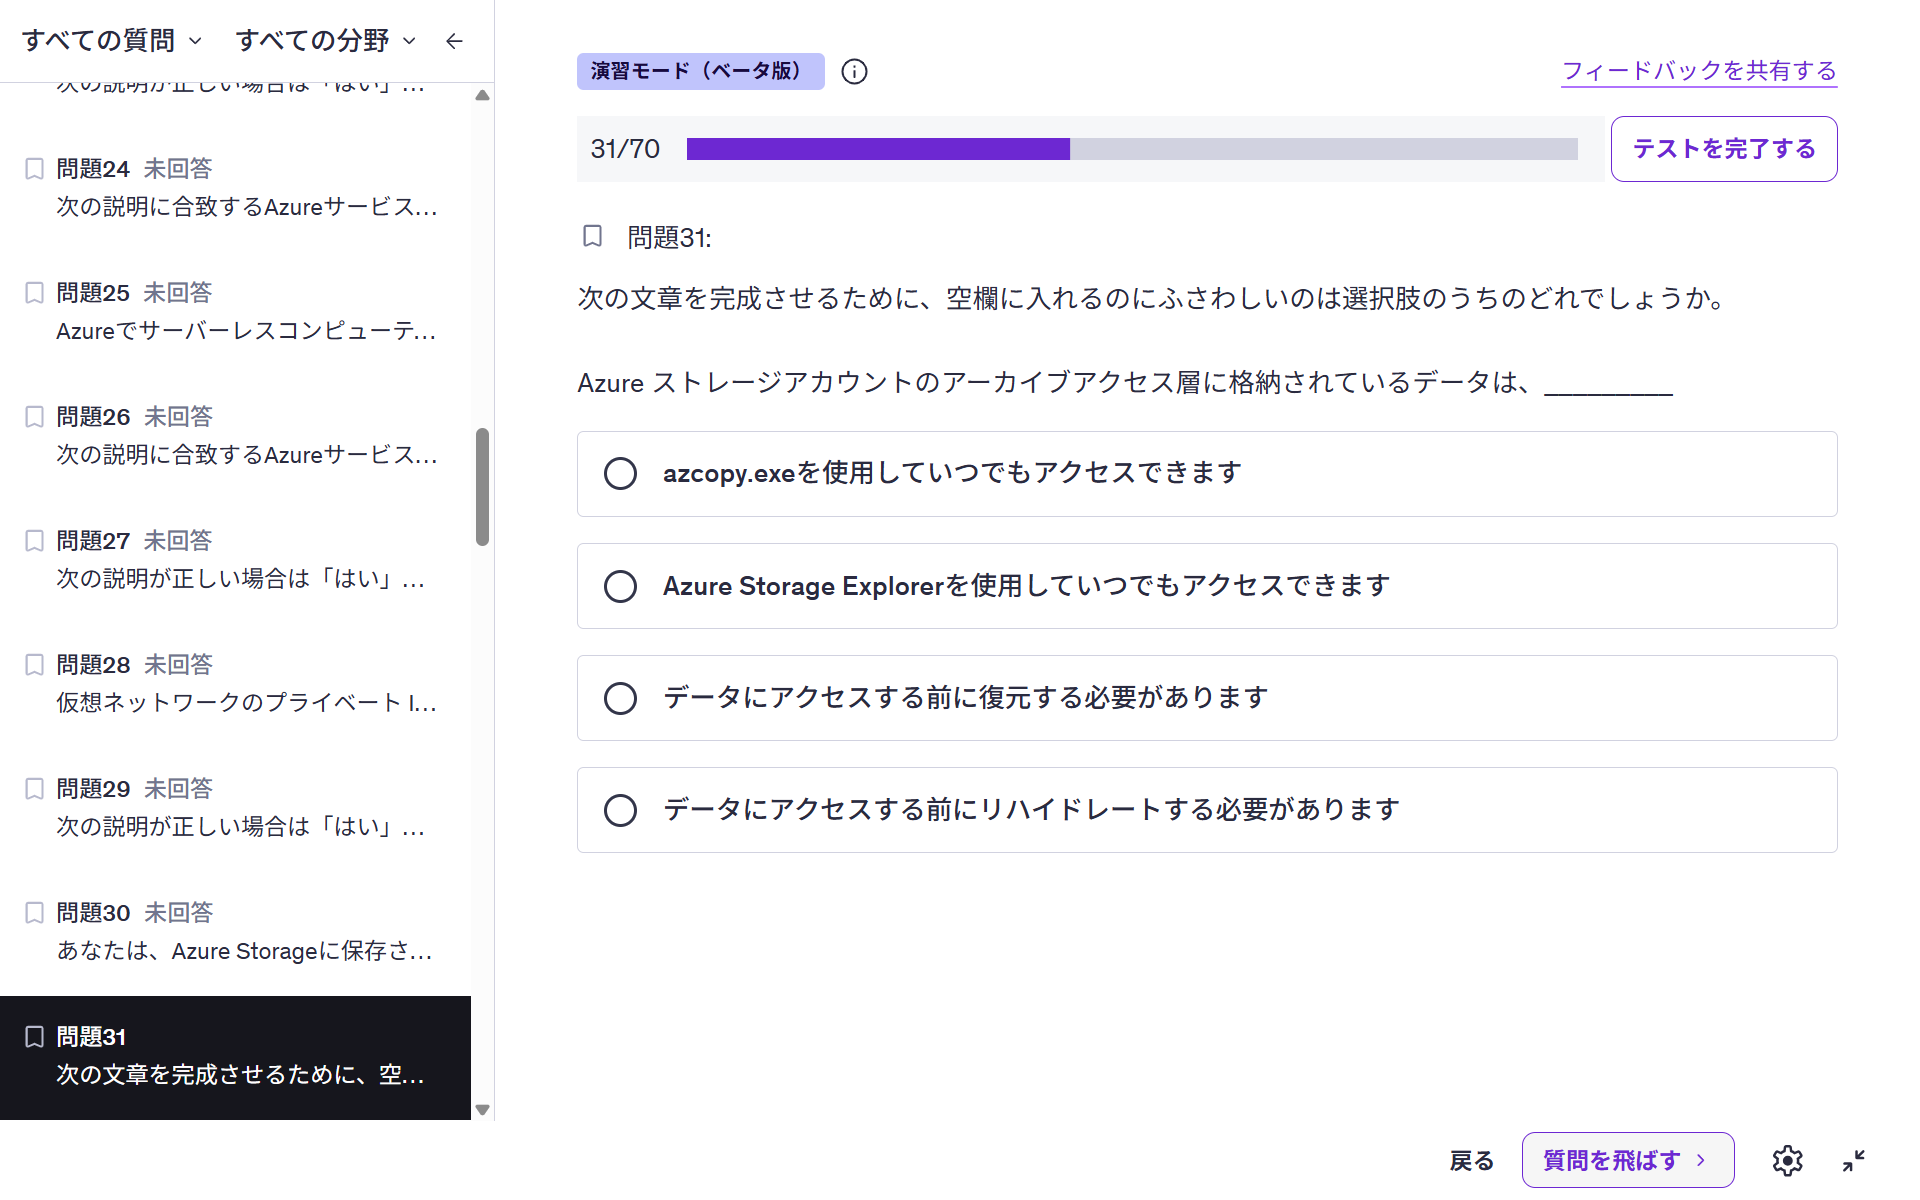 すべての質問
すべての分野
次の説明が正しい場合は「はい」...
問題24 未回答
次の説明に合致するAzureサービス...
問題25 未回答
Azureでサーバーレスコンピューテ...
問題26 未回答
次の説明に合致するAzureサービス...
問題27 未回答
次の説明が正しい場合は「はい」...
問題28 未回答
仮想ネットワークのプライベート I...
問題29 未回答
次の説明が正しい場合は「はい」...
問題30 未回答
あなたは、Azure Storageに保存さ...
問題31
次の文章を完成させるために、空...
演習モード（ベータ版）
フィードバックを共有する
31/70
テストを完了する
問題31:
次の文章を完成させるために、空欄に入れるのにふさわしいのは選択肢のうちのどれでしょうか。
Azure ストレージアカウントのアーカイブアクセス層に格納されているデータは、_________
azcopy.exeを使用していつでもアクセスできます
Azure Storage Explorerを使用していつでもアクセスできます
データにアクセスする前に復元する必要があります
データにアクセスする前にリハイドレートする必要があります
戻る
質問を飛ばす